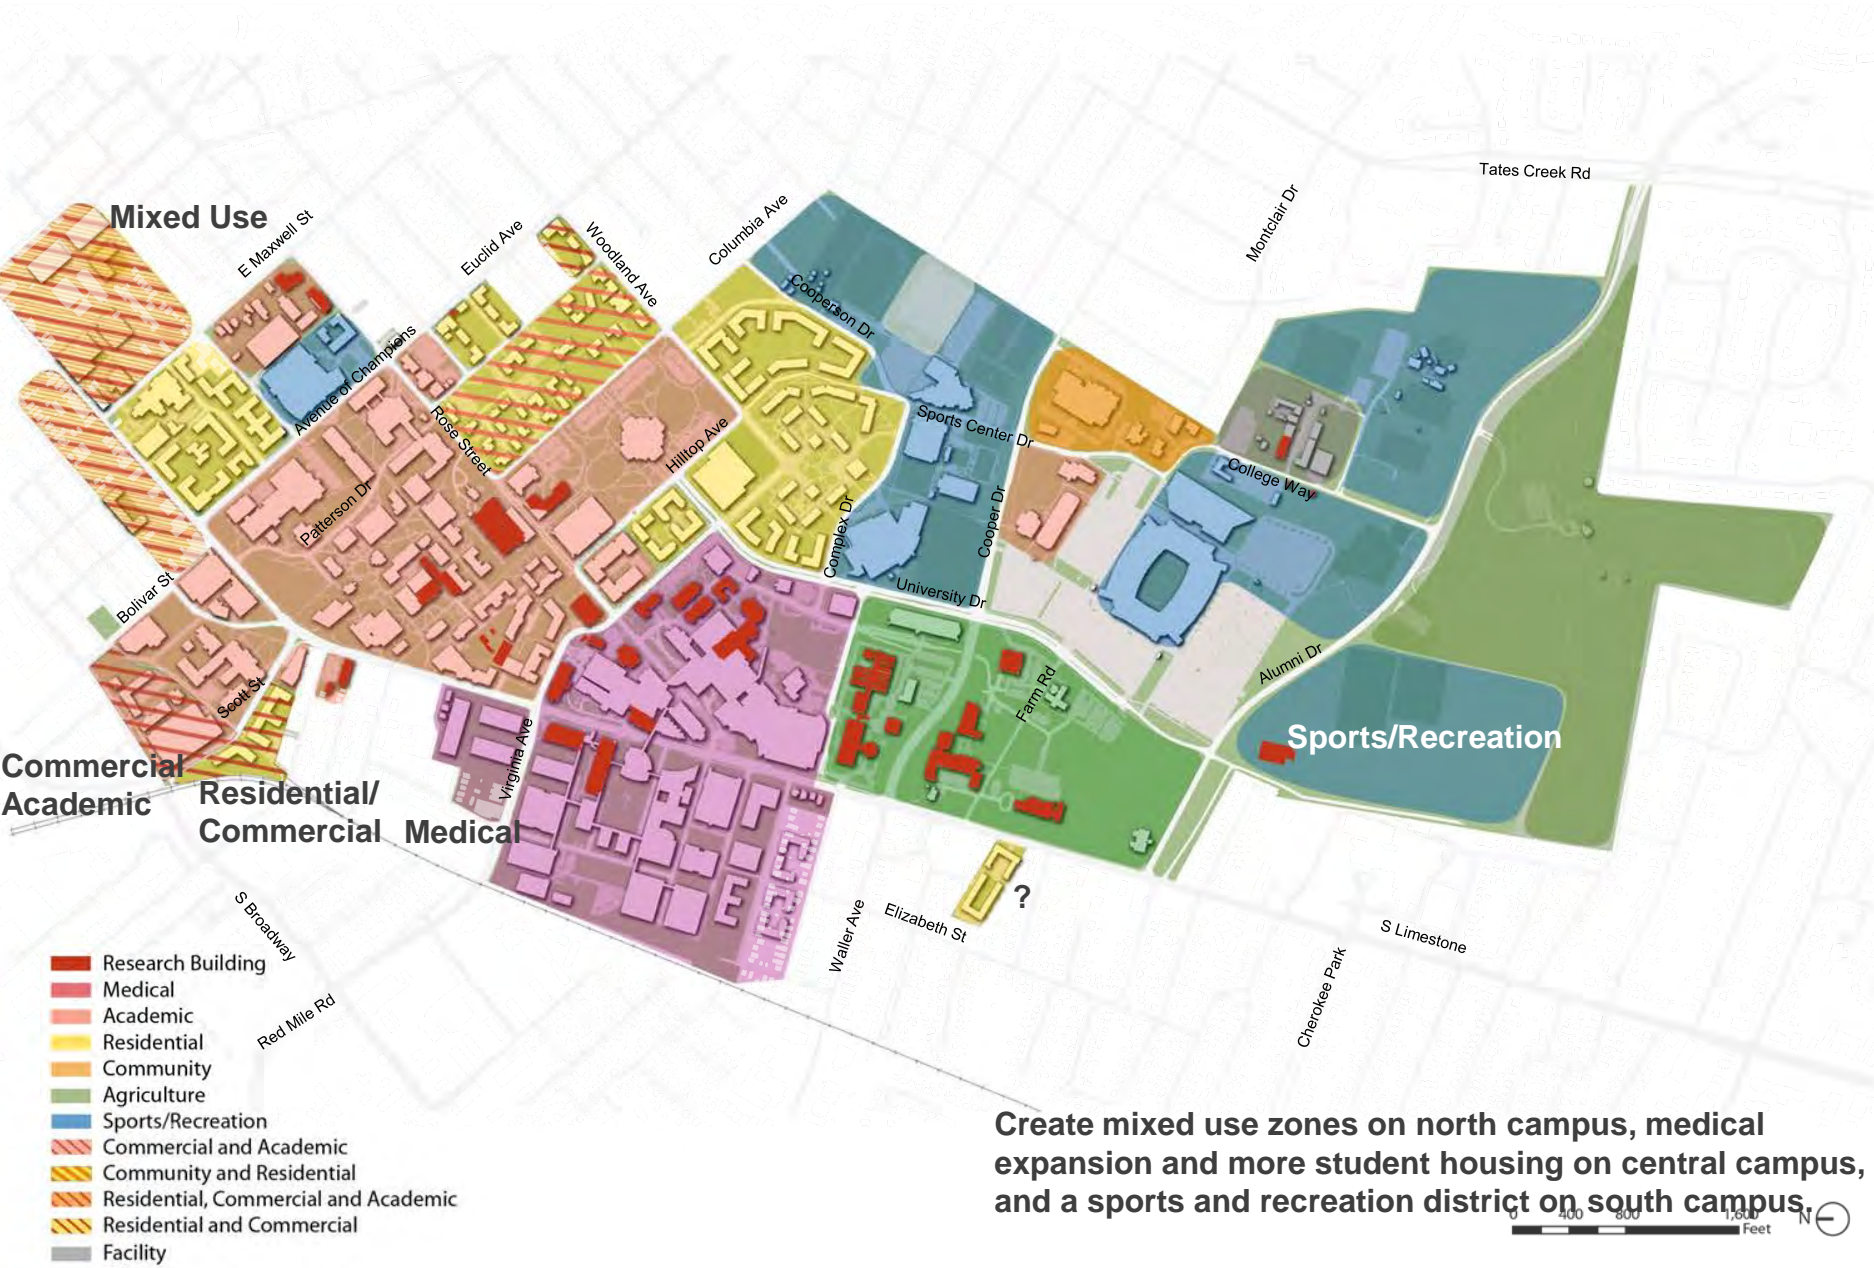 Tates Creek Rd
Mixed Use
E Maxwell St
Euclid Ave
Woodland Ave
Columbia Ave
Montclair Dr
Cooperson Dr
Avenue of Champions
Rose Street
Hilltop Ave
Sports Center Dr
College Way
Patterson Dr
Complex Dr
Cooper Dr
Bolivar St
University Dr
Scott St
Farm Rd
Alumni Dr
Virginia Ave
Sports/Recreation
Commercial
Academic
Residential/
Commercial
Medical
?
S Broadway
Waller Ave
Elizabeth St
S Limestone
Cherokee Park
Red Mile Rd
Research Building
Medical
Academic
Residential
Community
Agriculture
Sports/Recreation
Commercial and Academic
Community and Residential
Residential, Commercial and Academic
Residential and Commercial
Facility
Create mixed use zones on north campus, medical
expansion and more student housing on central campus,
and a sports and recreation district on south campus.
0 400 800 1,600
Feet
N